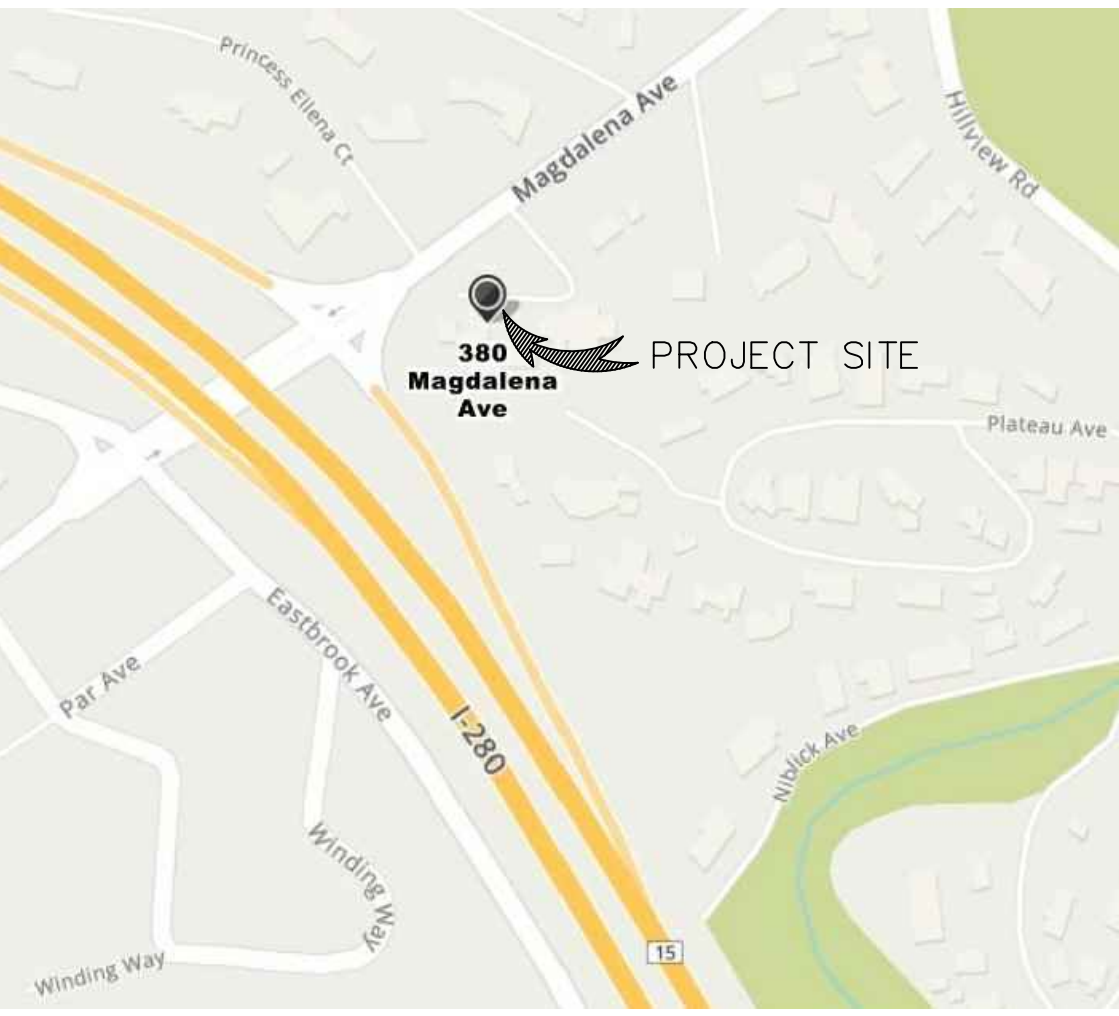 Princess Ellena Ct
Magdalena Ave
Hillview Rd
380
Magdalena
Ave
PROJECT SITE
Plateau Ave
Eastbrook Ave
Par Ave
I-280
Niblick Ave
Winding Way
Winding Way
15